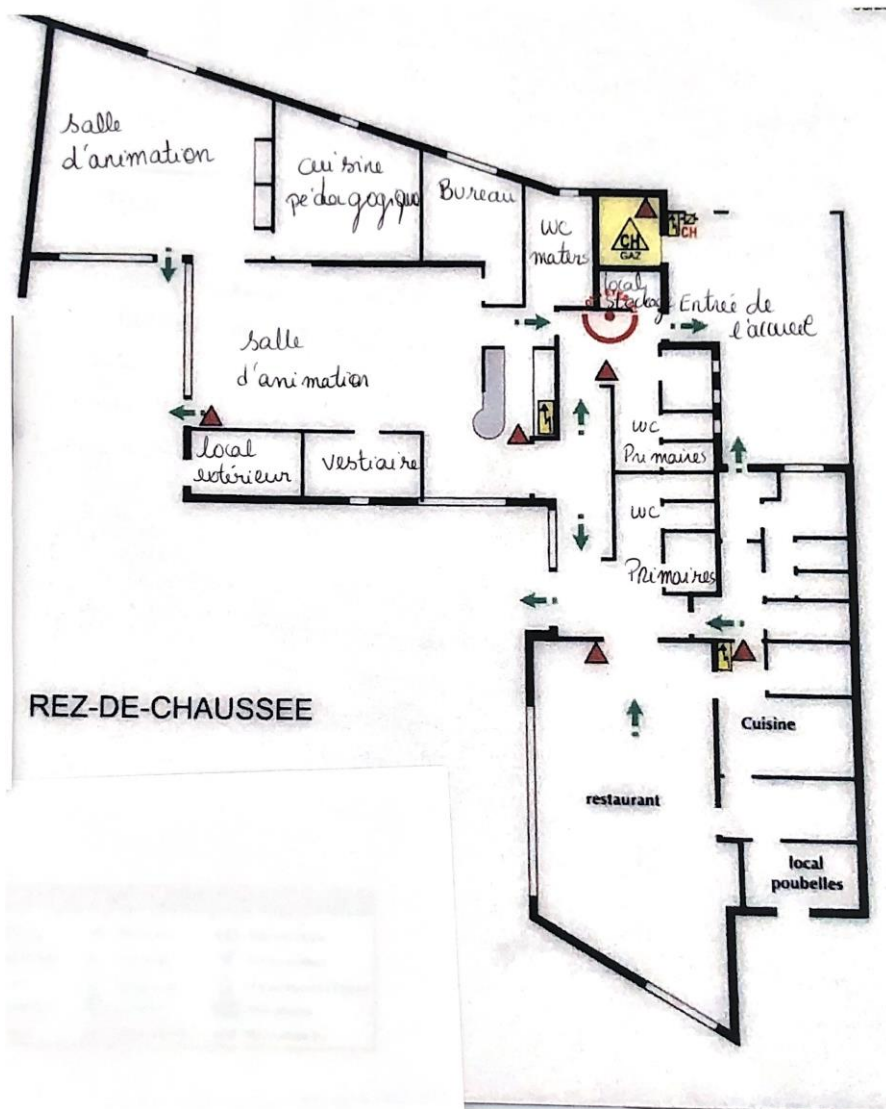 salle
d'animation
cuisine
pédagogique
Bureau
WC
maters
CH
GAZ
CH
local
stockage
Entrée de
l'accueil
salle
d'animation
WC
Primaires
local
extérieur
vestiaire
WC
Primaires
REZ-DE-CHAUSSEE
Cuisine
restaurant
local
poubelles